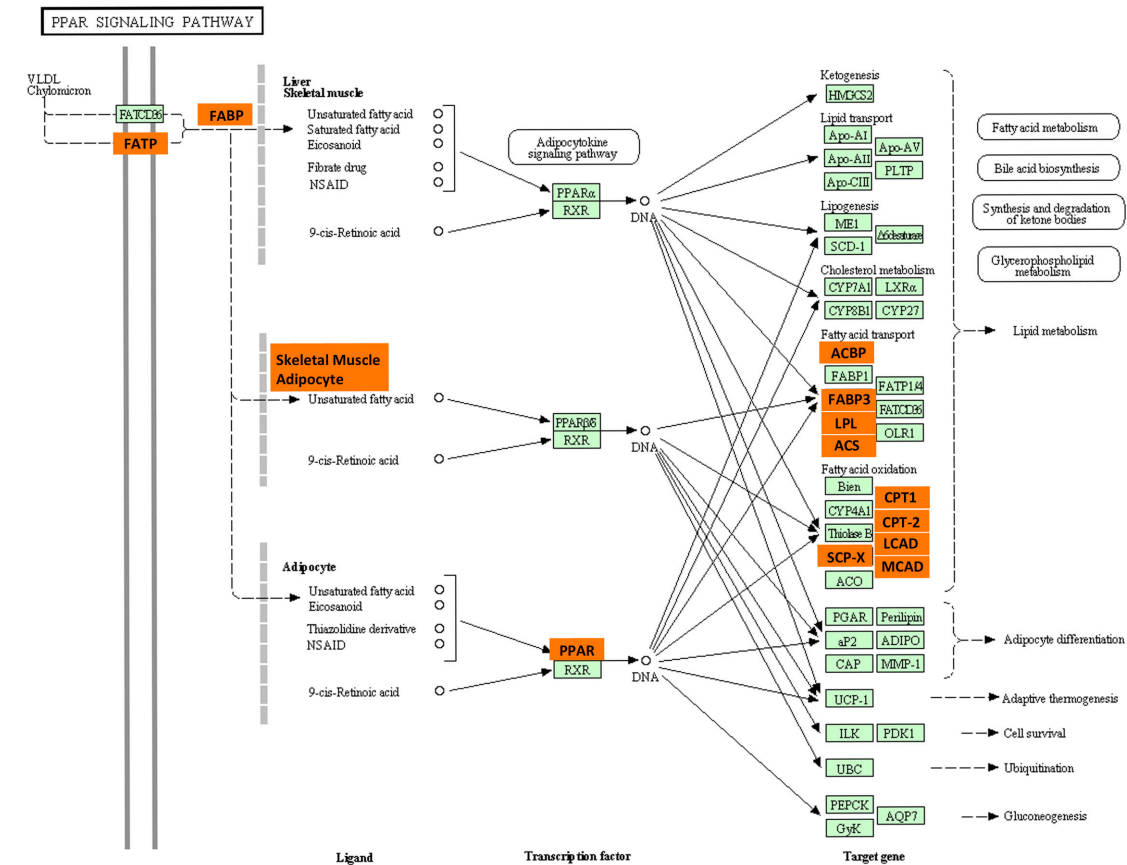 PPAR SIGNALING PATHWAY
VLDL
Chylomicron
FATCD36
FATP
FABP
Liver
Skeletal muscle
Unsaturated fatty acid
Saturated fatty acid
Eicosanoid
Fibrate drug
NSAID
9-cis-Retinoic acid
Adipocytokine
signaling pathway
PPARα
RXR
DNA
Skeletal Muscle
Adipocyte
Unsaturated fatty acid
9-cis-Retinoic acid
PPARβ/δ
RXR
DNA
Adipocyte
Unsaturated fatty acid
Eicosanoid
Thiazolidine derivative
NSAID
9-cis-Retinoic acid
PPAR
RXR
DNA
Ketogenesis
HMGCS2
Lipid transport
Apo-AI
Apo-AV
Apo-AII
PLTP
Apo-CIII
Lipogenesis
ME1
Δ6desaturase
SCD-1
Cholesterol metabolism
CYP7A1 LXRα
CYP8B1 CYP27
Fatty acid transport
ACBP
FABP1
FATP1/4
FABP3
FATCD36
LPL
OLR1
ACS
Fatty acid oxidation
Bien
CPT1
CYP4A1
CPT-2
Thiolase B
LCAD
SCP-X
MCAD
ACO
PGAR Perilipin
aP2 ADIPO
CAP MMP-1
UCP-1
ILK PDK1
UBC
PEPCK
AQP7
GyK
Fatty acid metabolism
Bile acid biosynthesis
Synthesis and degradation
of ketone bodies
Glycerophospholipid
metabolism
Lipid metabolism
Adipocyte differentiation
Adaptive thermogenesis
Cell survival
Ubiquitination
Gluconeogenesis
Ligand
Transcription factor
Target gene